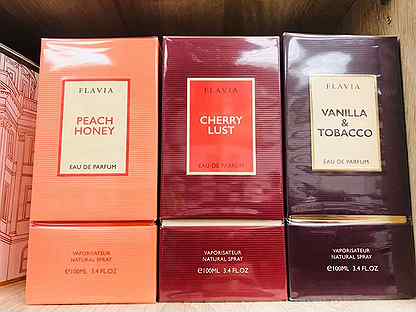 FLAVIA
PEACH
HONEY
EAU DE PARFUM
VAPORISATEUR
NATURAL SPRAY
℮100ML 3.4 FL.OZ
FLAVIA
CHERRY
LUST
EAU DE PARFUM
VAPORISATEUR
NATURAL SPRAY
℮100ML 3.4 FL.OZ
FLAVIA
VANILLA
&
TOBACCO
EAU DE PARFUM
VAPORISATEUR
NATURAL SPRAY
℮100ML 3.4 FL.OZ